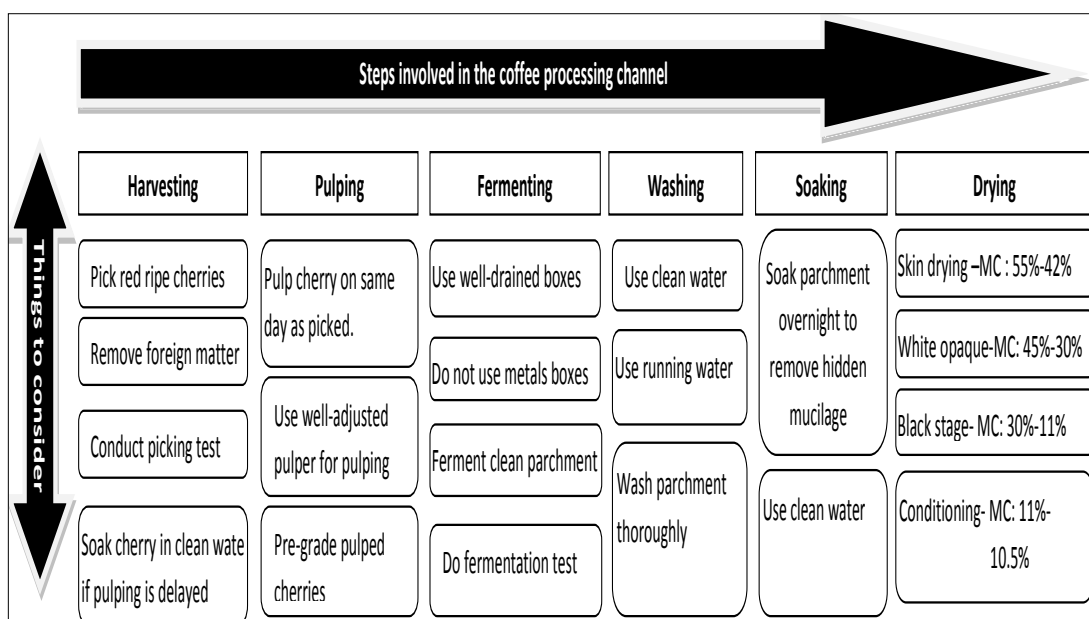 Steps involved in the coffee processing channel
Things to consider
Harvesting
Pick red ripe cherries
Remove foreign matter
Conduct picking test
Soak cherry in clean wate
if pulping is delayed
Pulping
Pulp cherry on same
day as picked.
Use well-adjusted
pulper for pulping
Pre-grade pulped
cherries
Fermenting
Use well-drained boxes
Do not use metals boxes
Ferment clean parchment
Do fermentation test
Washing
Use clean water
Use running water
Wash parchment
thoroughly
Soaking
Soak parchment
overnight to
remove hidden
mucilage
Use clean water
Drying
Skin drying –MC : 55%-42%
White opaque-MC: 45%-30%
Black stage- MC: 30%-11%
Conditioning- MC: 11%-
10.5%